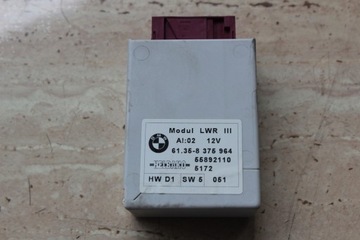 Modul LWR III
AI:02 12V
61.35-8 375 964
55892110
5172
HW D1 SW 5 051